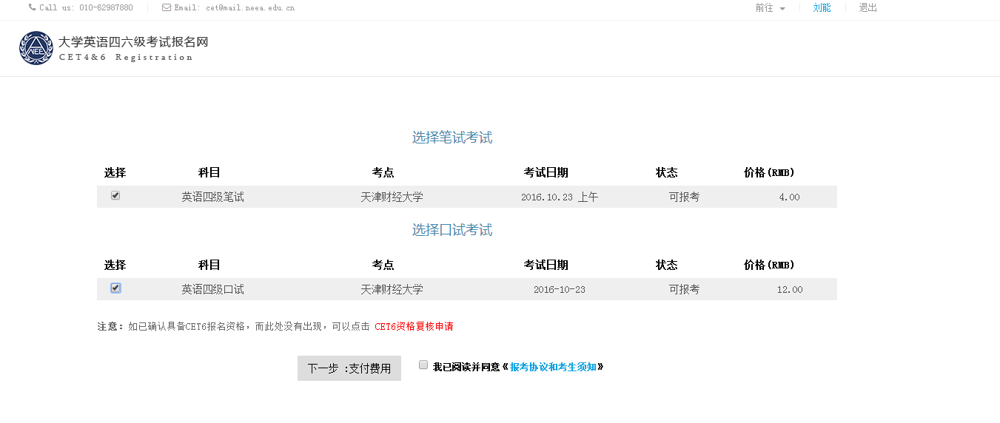 Call us: 010-62987880 Email: cet@mail.neea.edu.cn 前往 刘能 退出
NEE
大学英语四六级考试报名网
CET4&6 Registration
选择笔试考试
选择 科目 考点 考试日期 状态 价格(RMB)
英语四级笔试 天津财经大学 2016.10.23 上午 可报考 4.00
选择口试考试
选择 科目 考点 考试日期 状态 价格(RMB)
英语四级口试 天津财经大学 2016-10-23 可报考 12.00
注意：如已确认具备CET6报名资格，而此处没有出现，可以点击 CET6资格复核申请
下一步 :支付费用 我已阅读并同意《报考协议和考生须知》